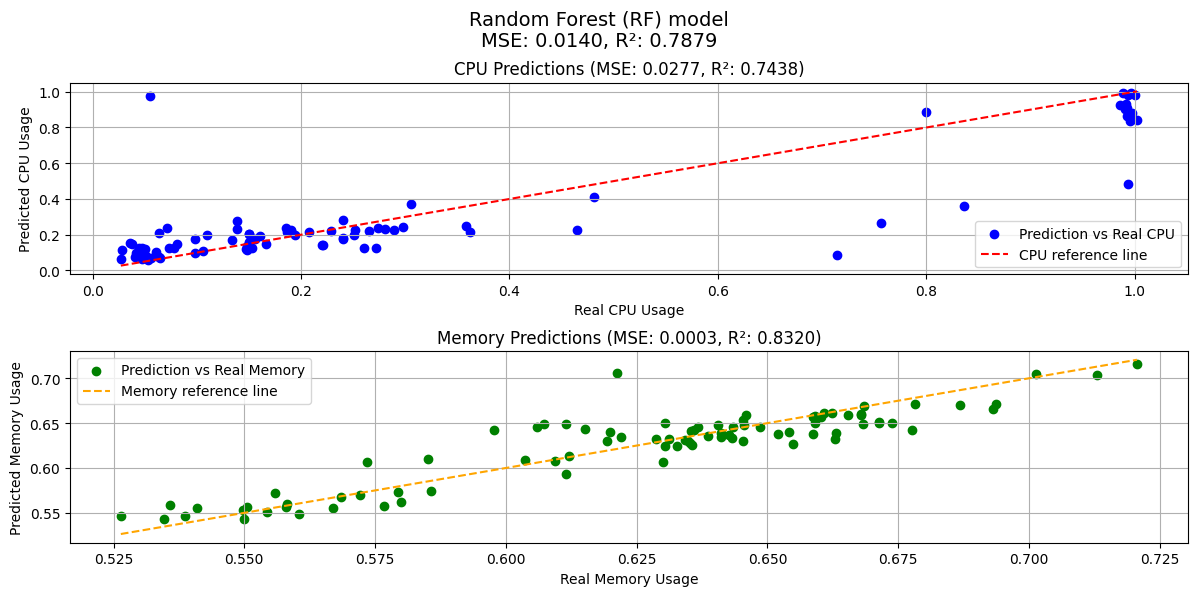 Random Forest (RF) model
MSE: 0.0140, R²: 0.7879
CPU Predictions (MSE: 0.0277, R²: 0.7438)
Predicted CPU Usage
1.0
0.8
0.6
0.4
0.2
0.0
Prediction vs Real CPU
CPU reference line
0.0 0.2 0.4 0.6 0.8 1.0
Real CPU Usage
Memory Predictions (MSE: 0.0003, R²: 0.8320)
Predicted Memory Usage
0.70
0.65
0.60
0.55
Prediction vs Real Memory
Memory reference line
0.525 0.550 0.575 0.600 0.625 0.650 0.675 0.700 0.725
Real Memory Usage